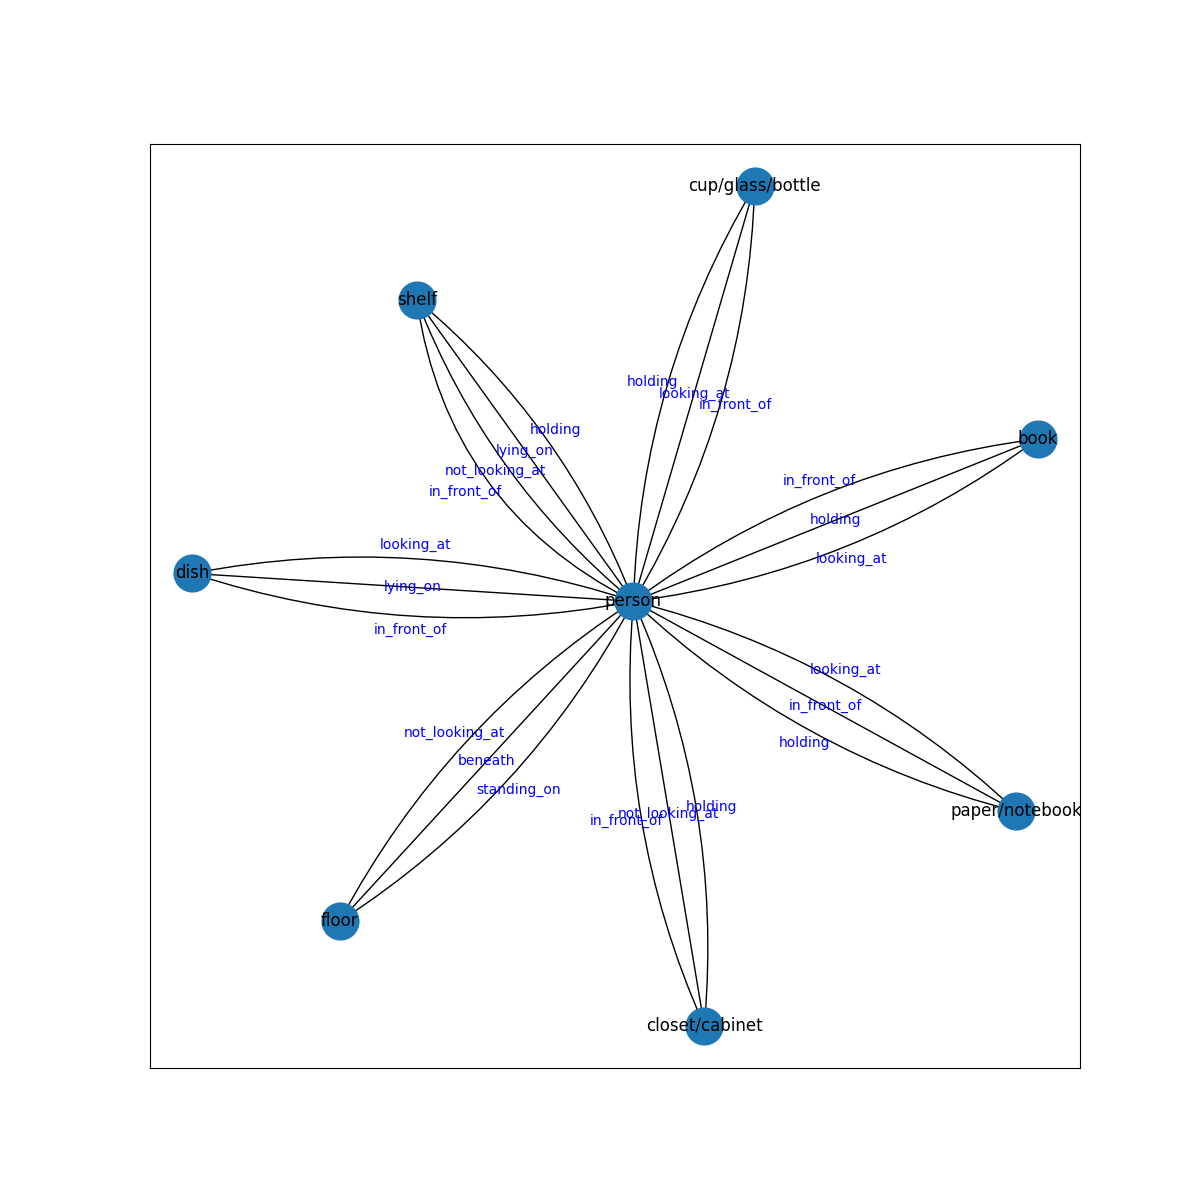 cup/glass/bottle
shelf
holding
looking_at
in_front_of
holding
book
lying_on
not_looking_at
in_front_of
in_front_of
holding
looking_at
looking_at
dish
lying_on
in_front_of
person
looking_at
in_front_of
holding
not_looking_at
beneath
standing_on
holding
not_looking_at
in_front_of
paper/notebook
floor
closet/cabinet